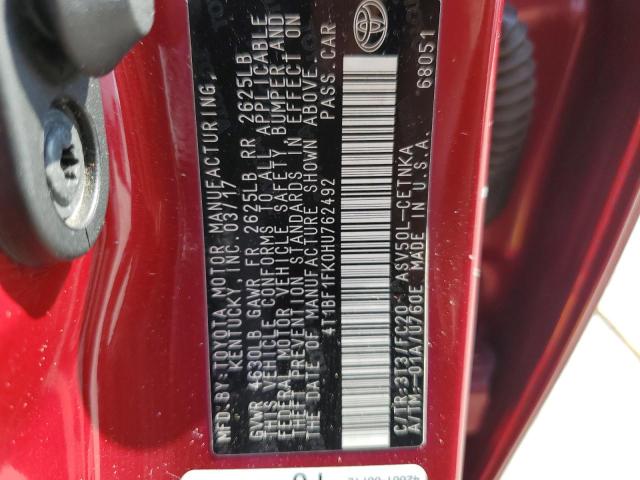 MFD. BY: TOYOTA MOTOR MANUFACTURING,
KENTUCKY, INC. 03/17
GVWR 4630LB GAWR FR 2625LB RR 2625LB
THIS VEHICLE CONFORMS TO ALL APPLICABLE
FEDERAL MOTOR VEHICLE SAFETY, BUMPER AND
THEFT PREVENTION STANDARDS IN EFFECT ON
THE DATE OF MANUFACTURE SHOWN ABOVE.
4T1BF1FK0HU762492 PASS. CAR
C/TR:3T3/FC20 ASV50L-CETNKA
A/TM:-01A/U760E MADE IN U.S.A.
68051